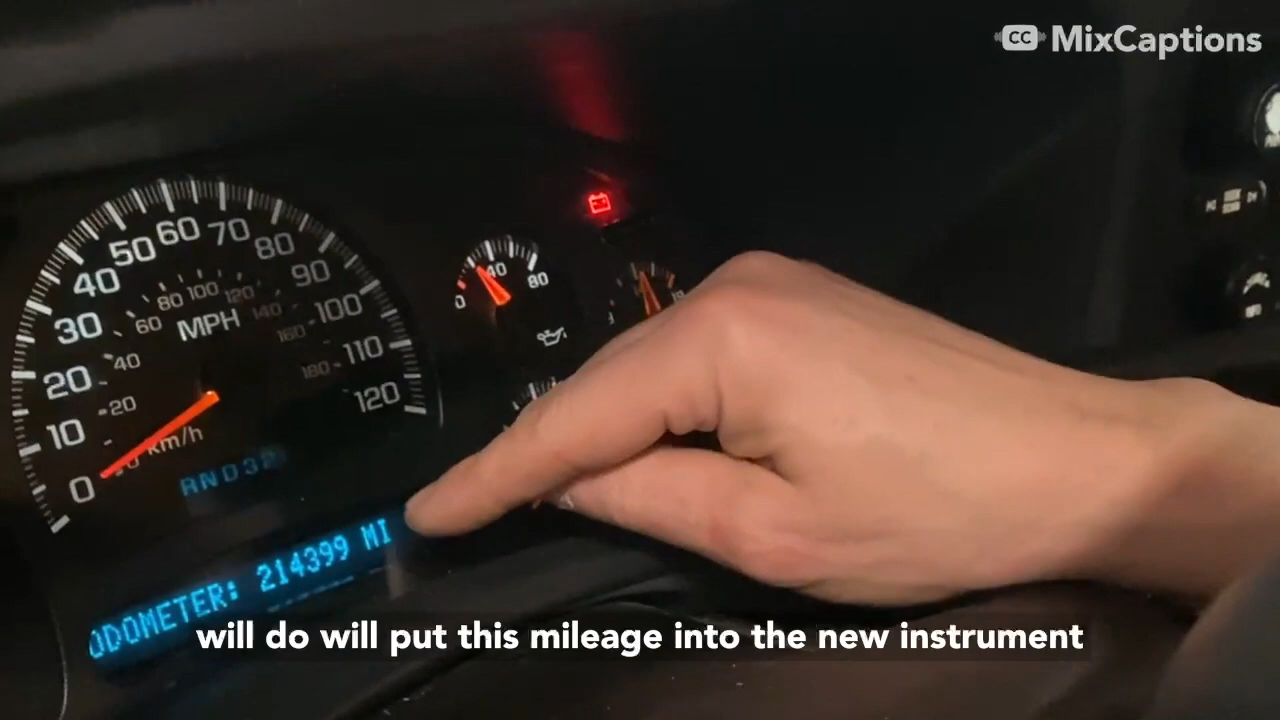 CC MixCaptions
0 10 20 30 40 50 60 70 80 90 100 110 120
20 40 60 80 100 120 140 160 180
MPH
km/h
0 40 80
RND32
ODOMETER: 214399 MI
will do will put this mileage into the new instrument